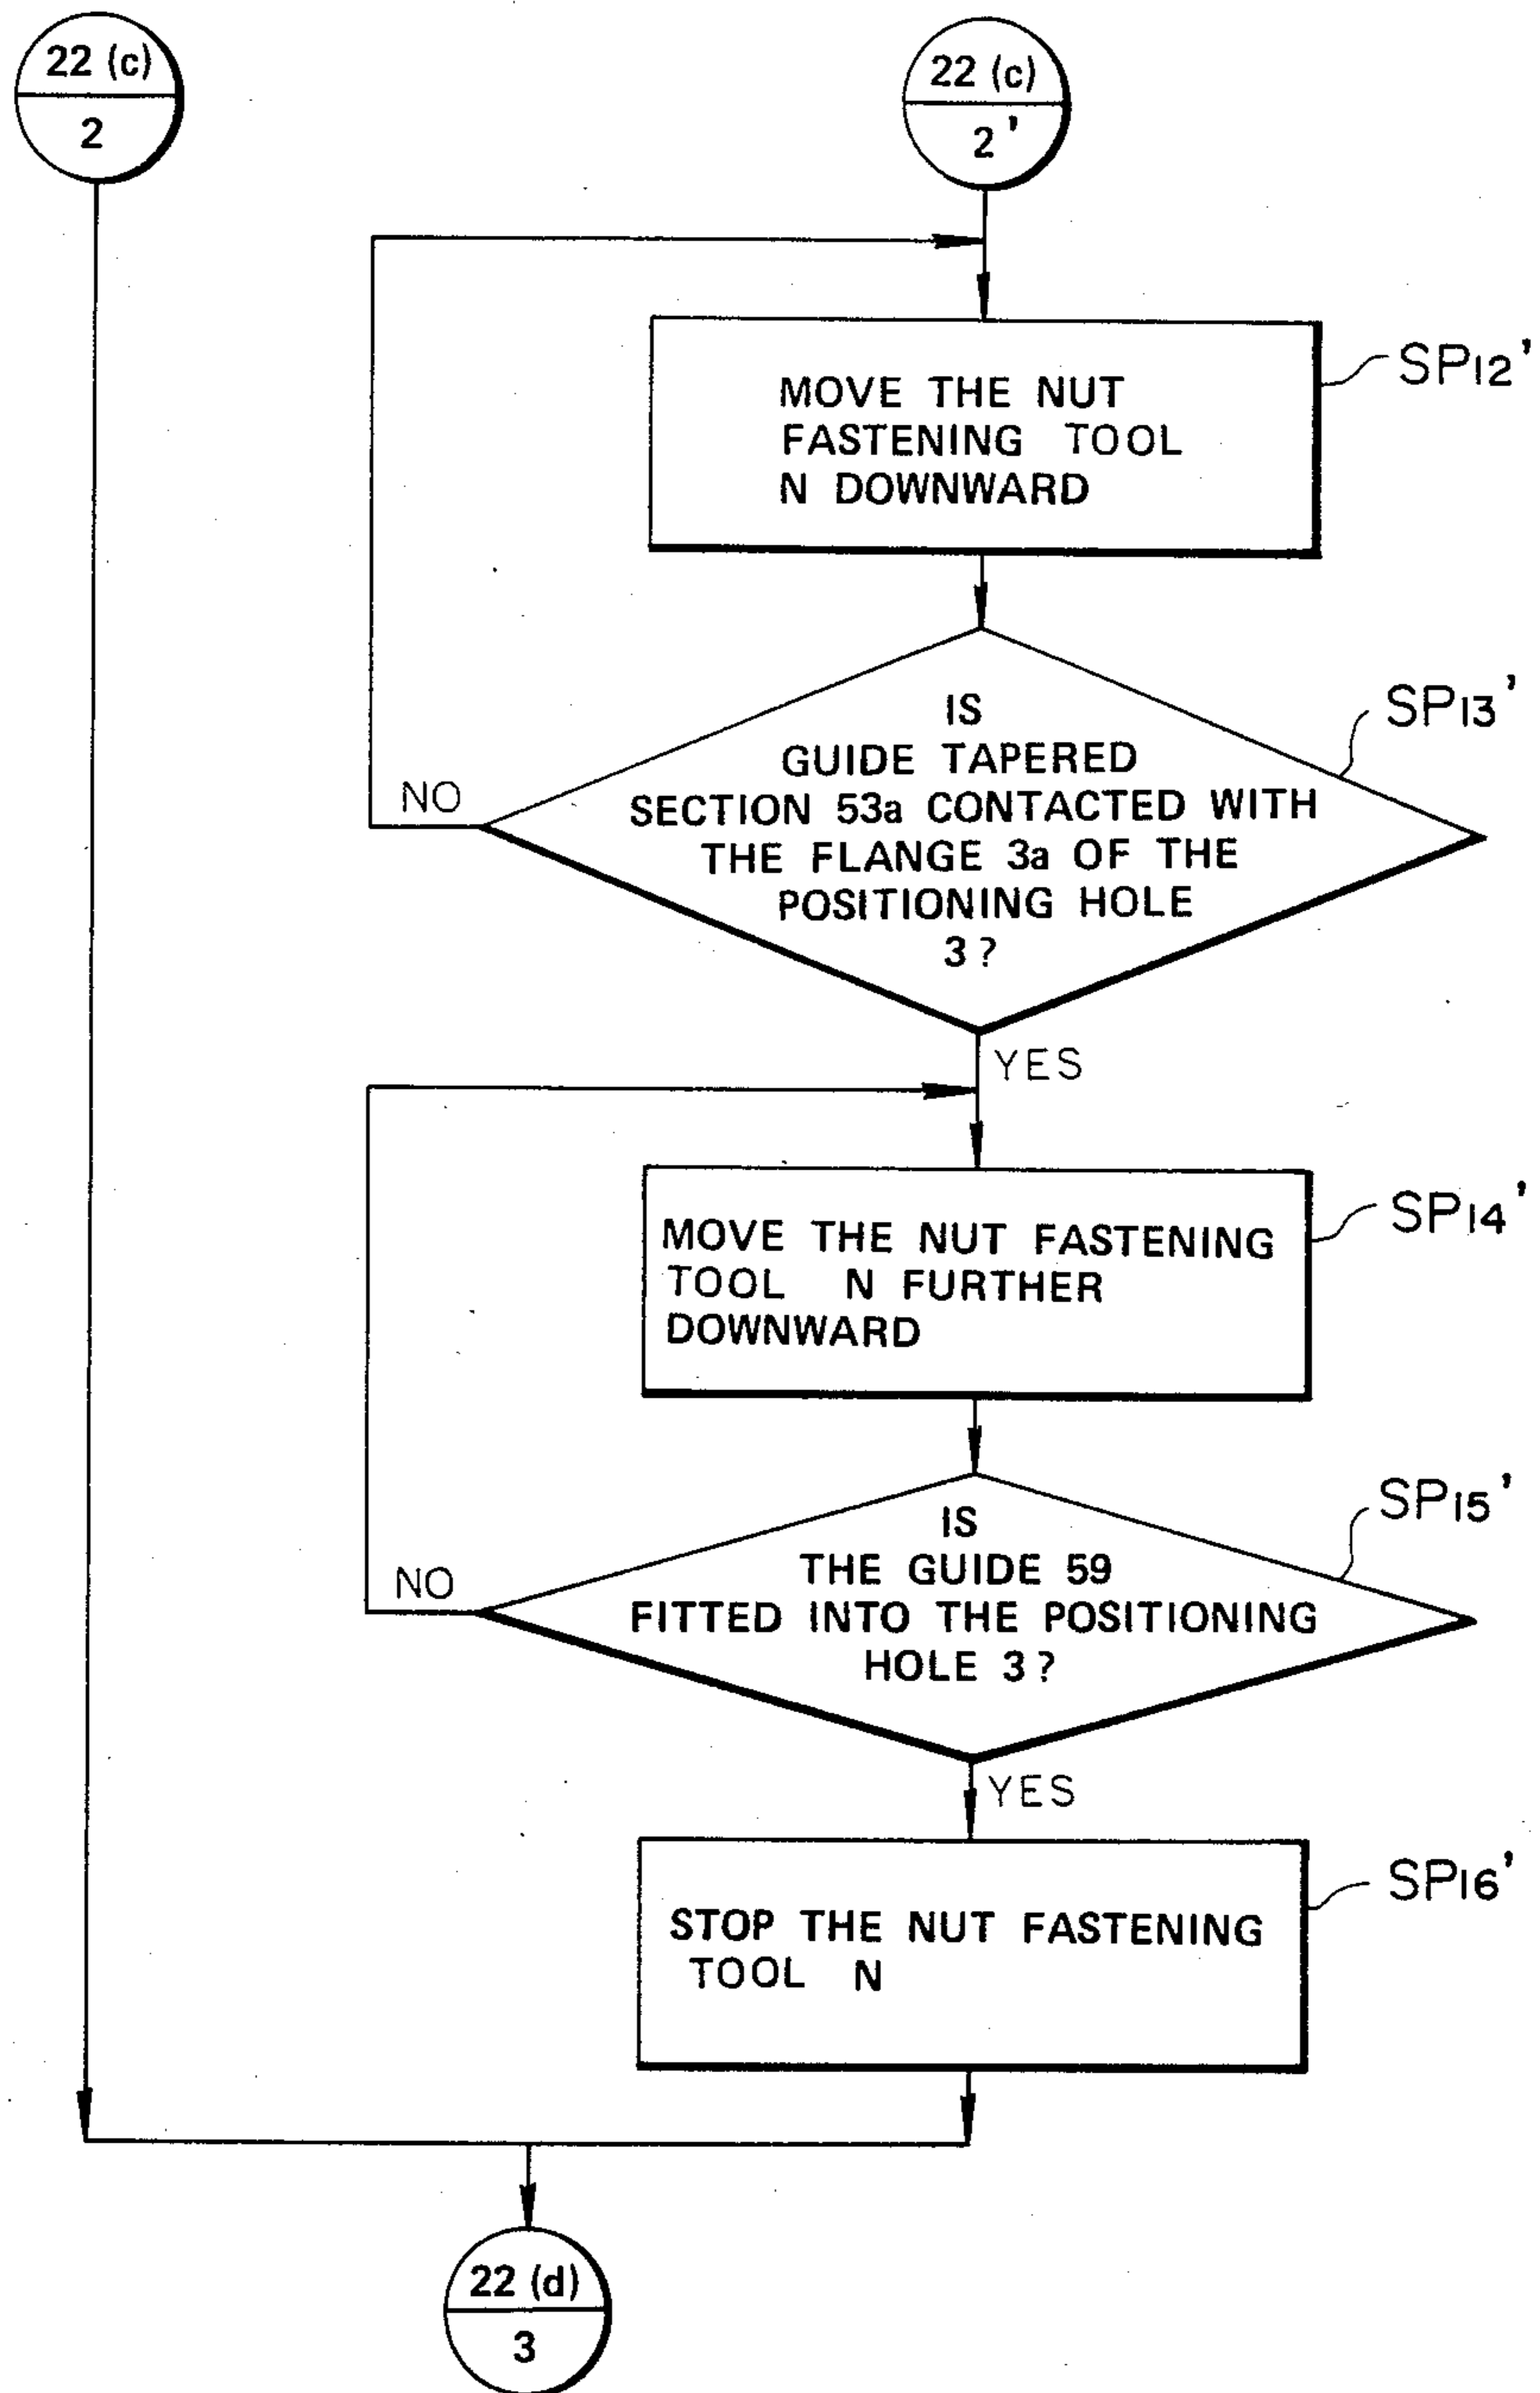 22 (c)
2
22 (c)
2'
MOVE THE NUT
FASTENING TOOL
N DOWNWARD
SP12'
IS
GUIDE TAPERED
SECTION 53a CONTACTED WITH
THE FLANGE 3a OF THE
POSITIONING HOLE
3?
SP13'
NO
YES
MOVE THE NUT FASTENING
TOOL N FURTHER
DOWNWARD
SP14'
IS
THE GUIDE 59
FITTED INTO THE POSITIONING
HOLE 3?
SP15'
NO
YES
STOP THE NUT FASTENING
TOOL N
SP16'
22 (d)
3